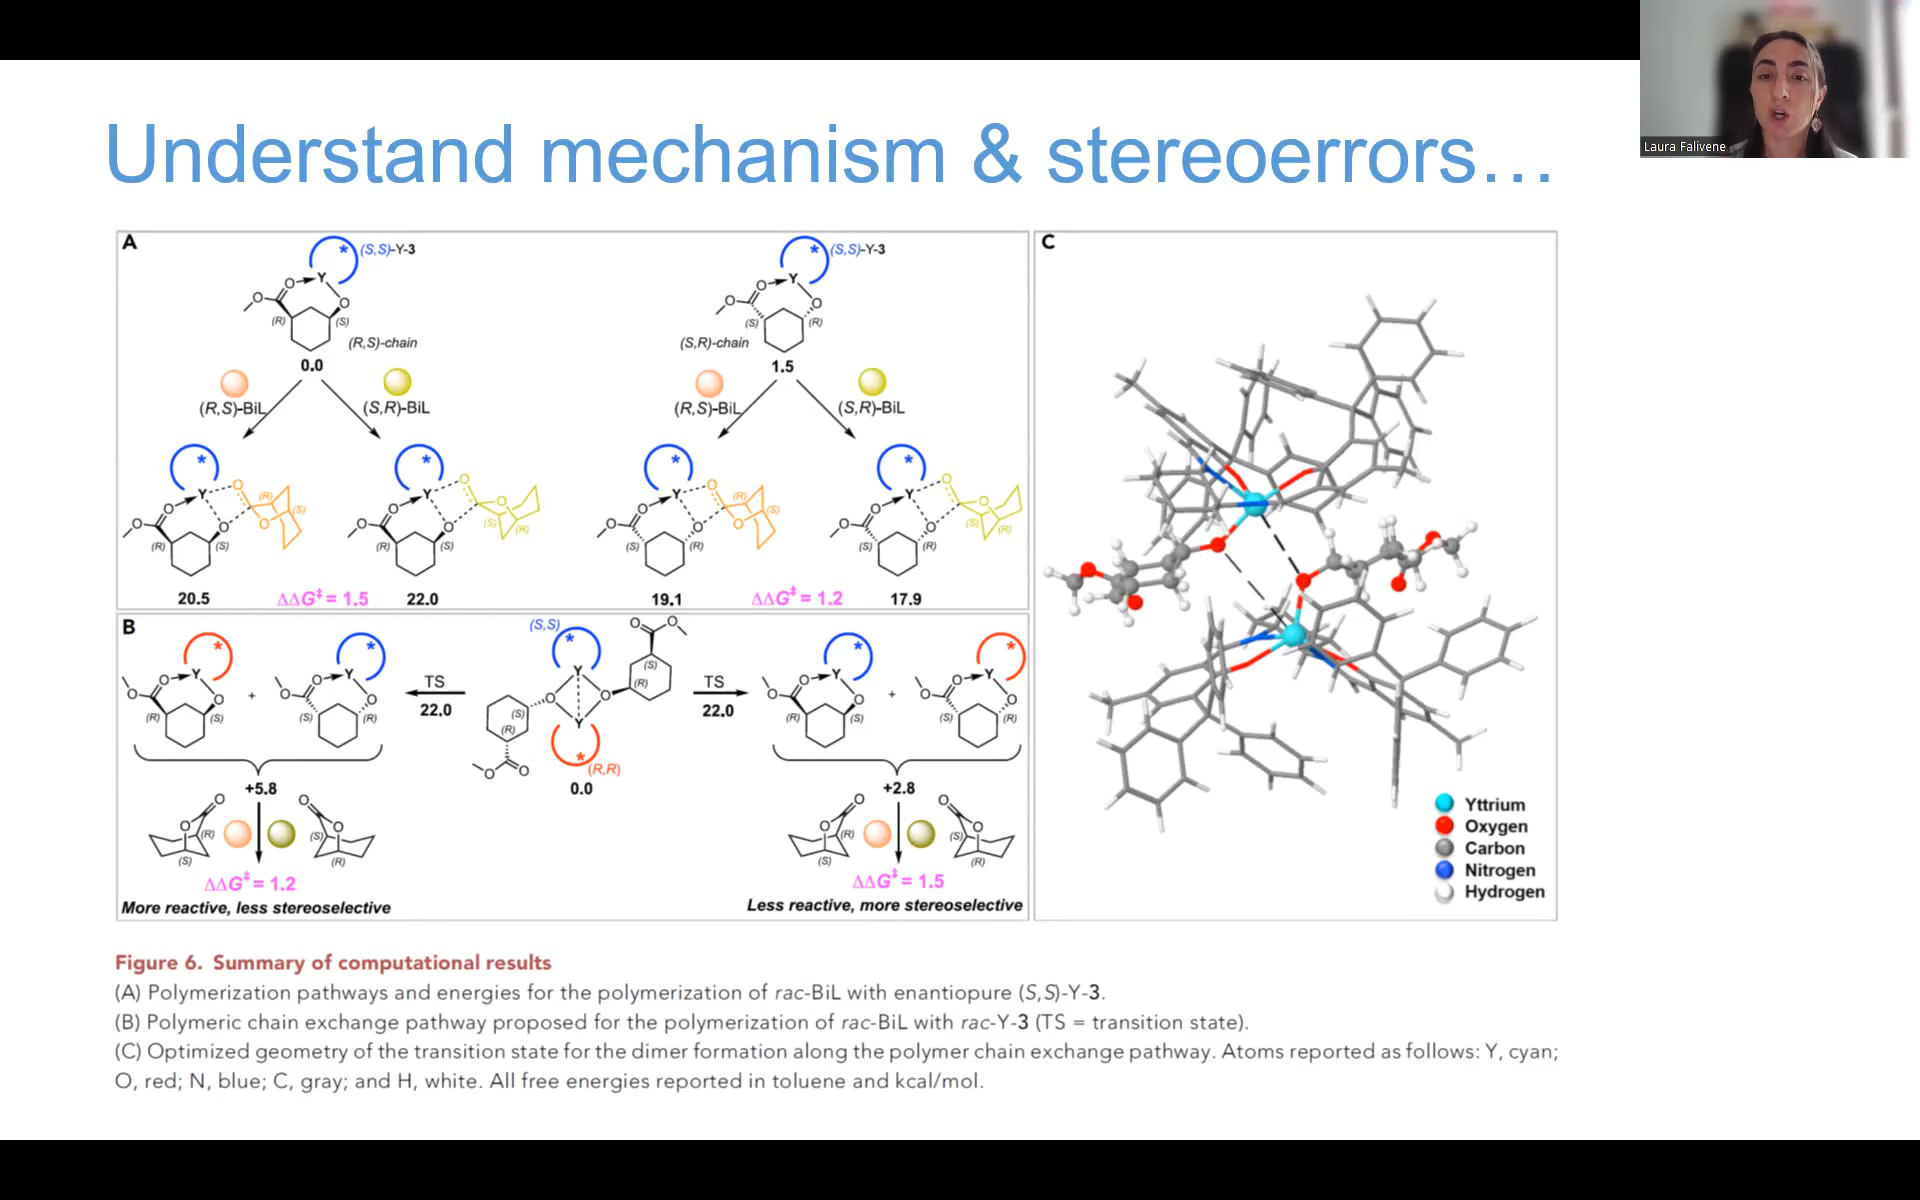 Understand mechanism & stereoerrors…
Laura Falivene
A
(S,S)-Y-3
Y
O
O
O
(R)
(S)
(R,S)-chain
0.0
(R,S)-BiL
(S,R)-BiL
(S,S)-Y-3
Y
O
O
O
(S)
(R)
(S,R)-chain
1.5
(R,S)-BiL
(S,R)-BiL
* Y O O O O O (R) (S) (R) (S)
20.5
ΔΔG‡ = 1.5
* Y O O O O O (R) (S) (S) (R)
22.0
* Y O O O O O (S) (R) (R) (S)
19.1
ΔΔG‡ = 1.2
* Y O O O O O (S) (R) (S) (R)
17.9
B
* Y O O O (R) (S)
+
* Y O O O (S) (R)
TS
22.0
(S,S)
* Y O O Y *
O O (S) (R)
(S) (R) O O
(R,R)
0.0
TS
22.0
* Y O O O (R) (S)
+
* Y O O O (S) (R)
+5.8
O O (R) (S)
O O (S) (R)
ΔΔG‡ = 1.2
More reactive, less stereoselective
+2.8
O O (R) (S)
O O (S) (R)
ΔΔG‡ = 1.5
Less reactive, more stereoselective
C
Yttrium
Oxygen
Carbon
Nitrogen
Hydrogen
Figure 6. Summary of computational results
(A) Polymerization pathways and energies for the polymerization of rac-BiL with enantiopure (S,S)-Y-3.
(B) Polymeric chain exchange pathway proposed for the polymerization of rac-BiL with rac-Y-3 (TS = transition state).
(C) Optimized geometry of the transition state for the dimer formation along the polymer chain exchange pathway. Atoms reported as follows: Y, cyan;
O, red; N, blue; C, gray; and H, white. All free energies reported in toluene and kcal/mol.